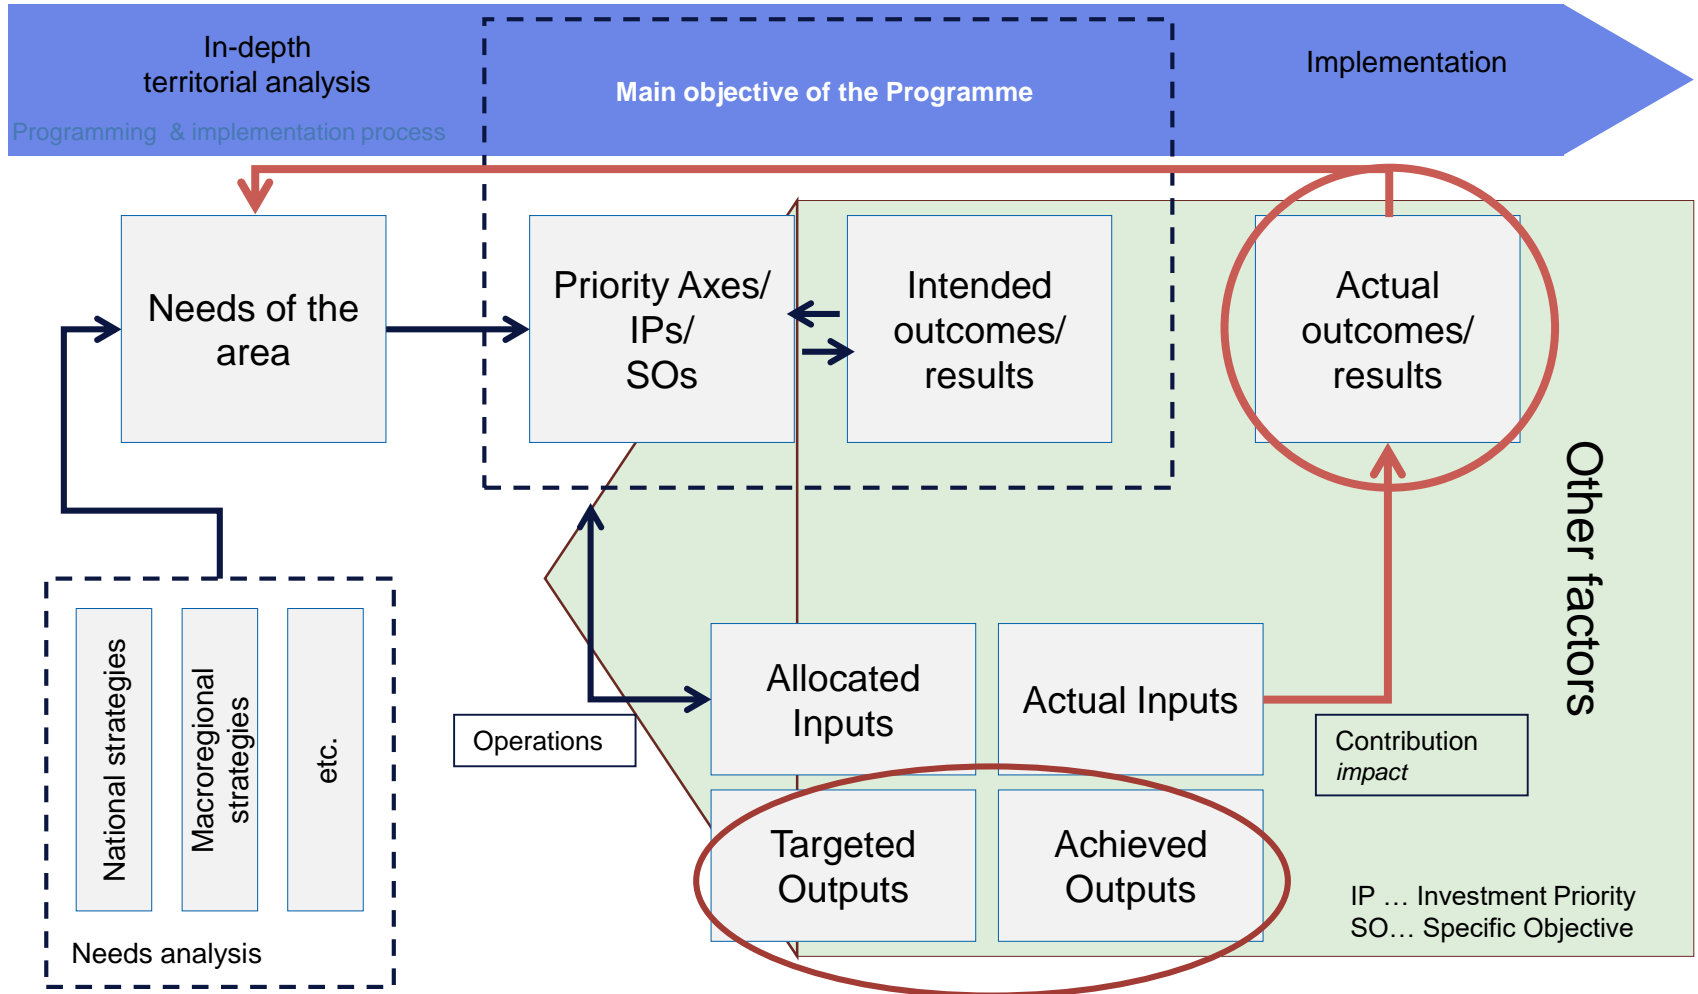 In-depth
territorial analysis
Programming & implementation process
Main objective of the Programme
Implementation
Needs of the
area
Priority Axes/
IPs/
SOs
Intended
outcomes/
results
Actual
outcomes/
results
Other factors
National strategies
Macroregional
strategies
etc.
Needs analysis
Operations
Allocated
Inputs
Actual Inputs
Contribution
impact
Targeted
Outputs
Achieved
Outputs
IP … Investment Priority
SO… Specific Objective